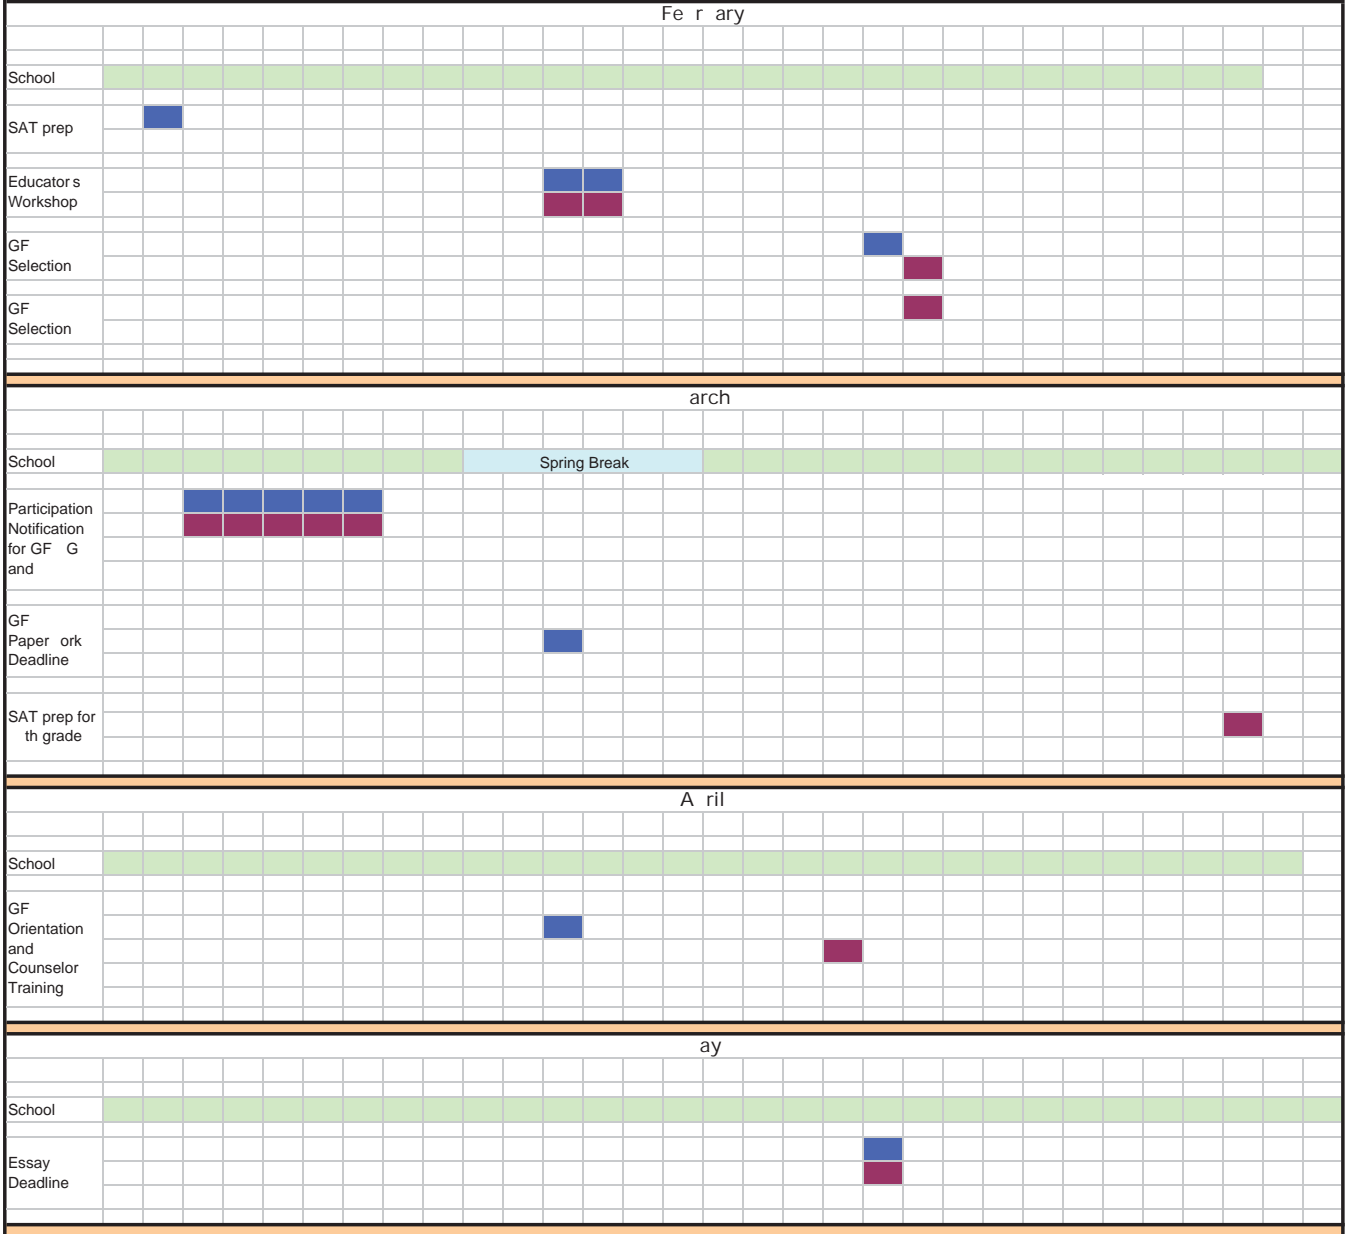 Fe r ary
School
SAT prep
Educators
Workshop
GF
Selection
GF
Selection
arch
School
Spring Break
Participation
Notification
for GF G
and
GF
Paper ork
Deadline
SAT prep for
th grade
A ril
School
GF
Orientation
and
Counselor
Training
ay
School
Essay
Deadline